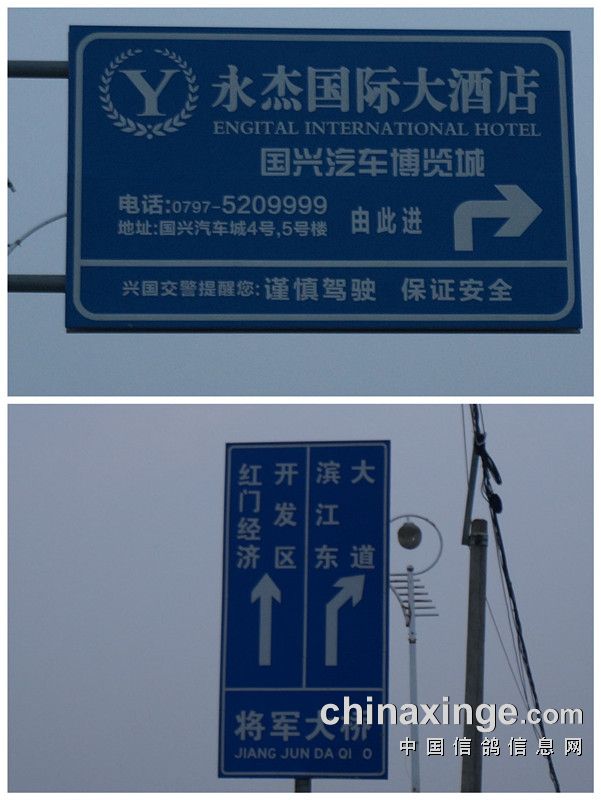 Y
永杰国际大酒店
ENGITAL INTERNATIONAL HOTEL
国兴汽车博览城
电话:0797-5209999
地址:国兴汽车城4号,5号楼
由此进
兴国交警提醒您:谨慎驾驶 保证安全
红门经济
开发区
滨江东
大道
将军大桥
JIANG JUN DA QI O
chinaxinge.com
中国信鸽信息网